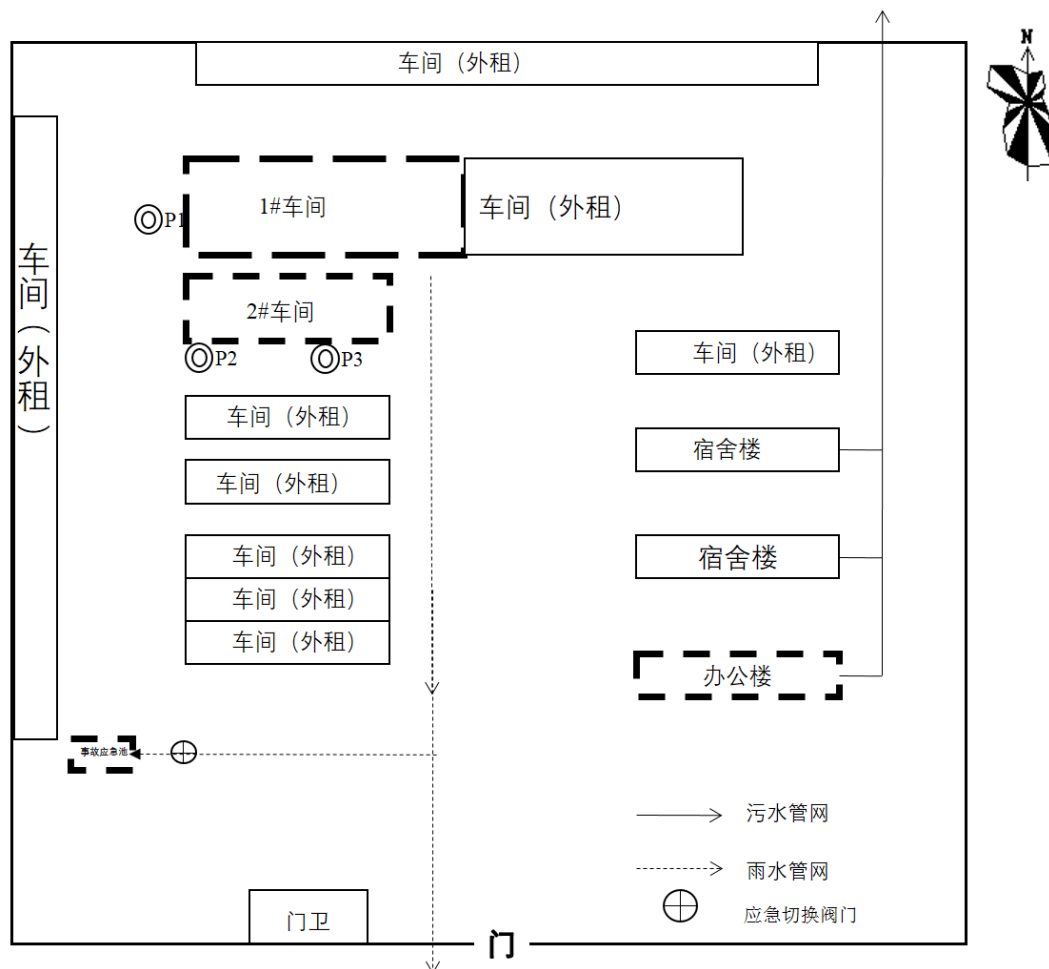 车间（外租）
N
1#车间
车间（外租）
P1
车间（外租）
2#车间
P2
P3
车间（外租）
车间（外租）
宿舍楼
车间（外租）
车间（外租）
宿舍楼
车间（外租）
车间（外租）
办公楼
事故应急池
污水管网
雨水管网
应急切换阀门
门卫
门